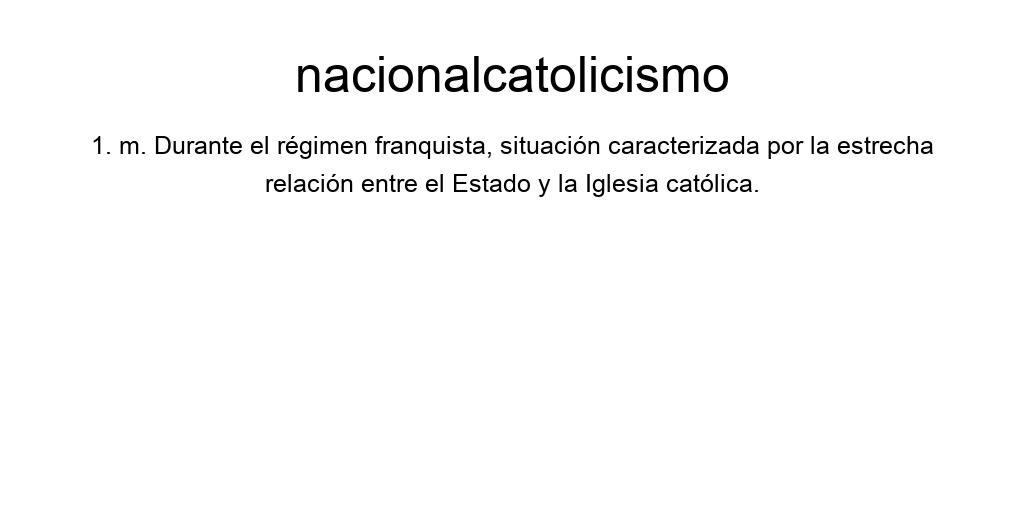 nacionalcatolicismo
1. m. Durante el régimen franquista, situación caracterizada por la estrecha
relación entre el Estado y la Iglesia católica.